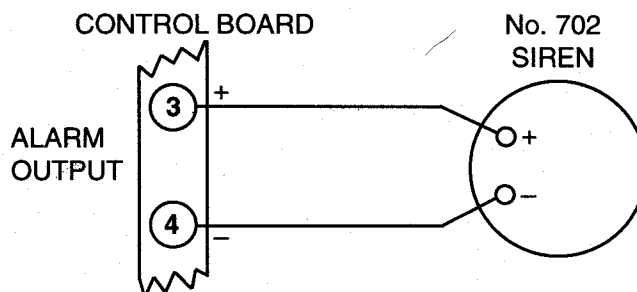 CONTROL BOARD
No. 702
SIREN
3
+
+
ALARM
OUTPUT
−
4
−